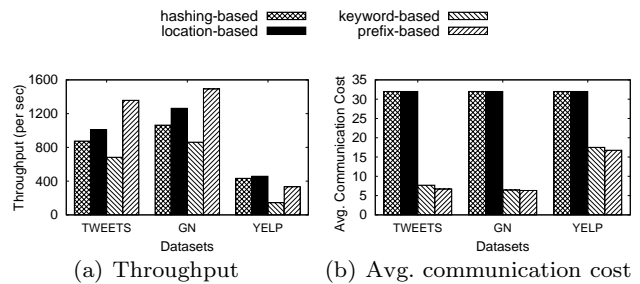 hashing-based
location-based
keyword-based
prefix-based
Throughput (per sec)
1600
1200
800
400
0
TWEETS GN YELP
Datasets
(a) Throughput
Avg. Communication Cost
35
30
25
20
15
10
5
0
TWEETS GN YELP
Datasets
(b) Avg. communication cost